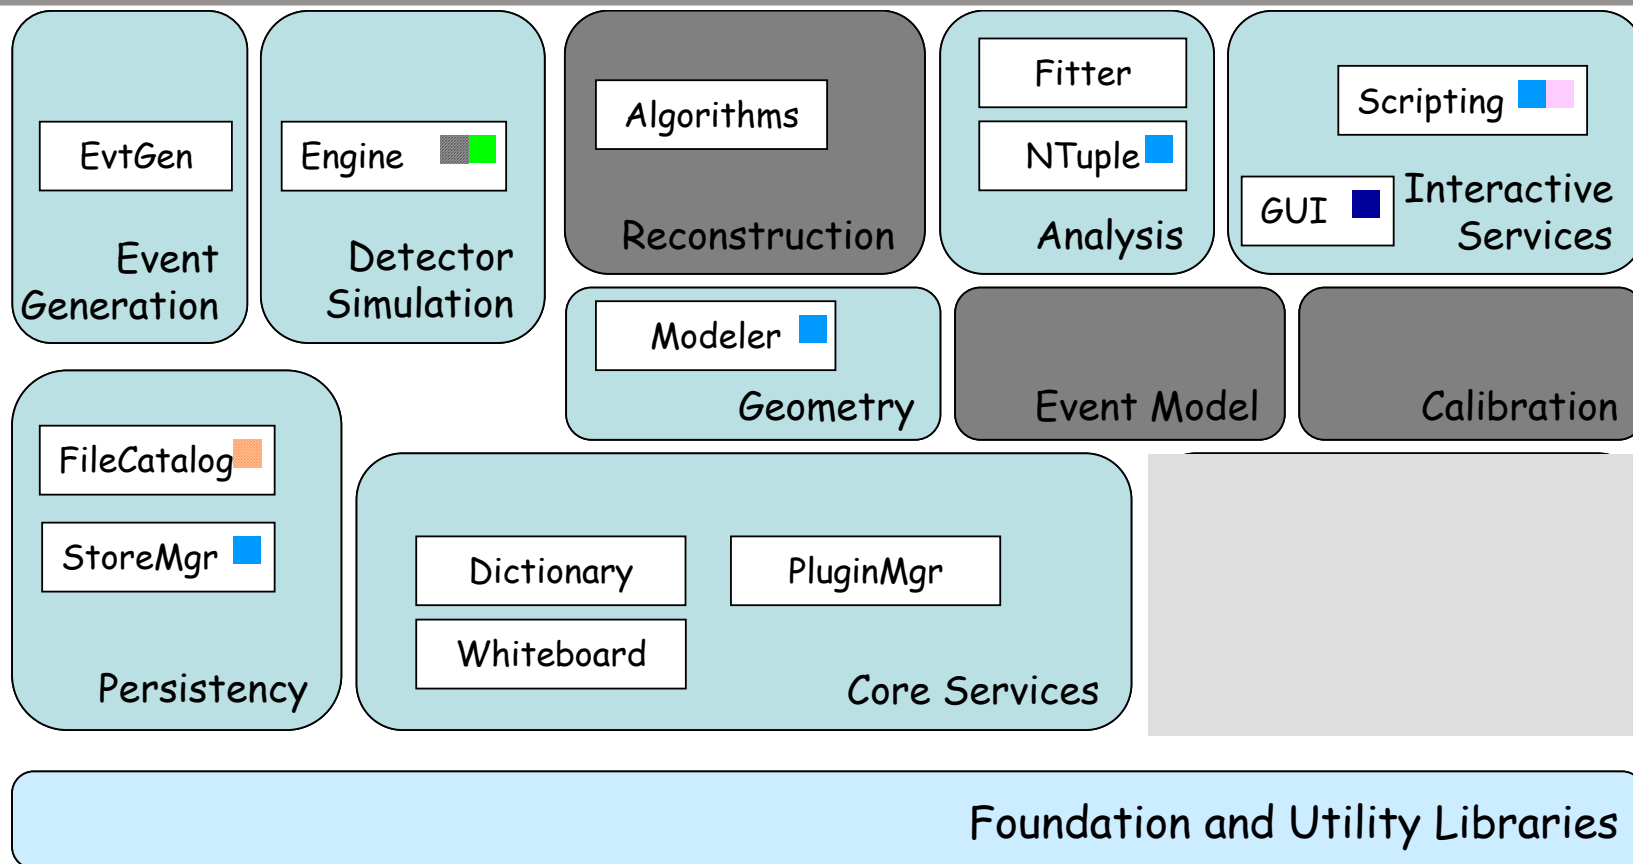 EvtGen
Event
Generation
Engine
Detector
Simulation
Algorithms
Reconstruction
Fitter
NTuple
Analysis
Scripting
GUI
Interactive
Services
Modeler
Geometry
Event Model
Calibration
FileCatalog
StoreMgr
Persistency
Dictionary
PluginMgr
Whiteboard
Core Services
Foundation and Utility Libraries